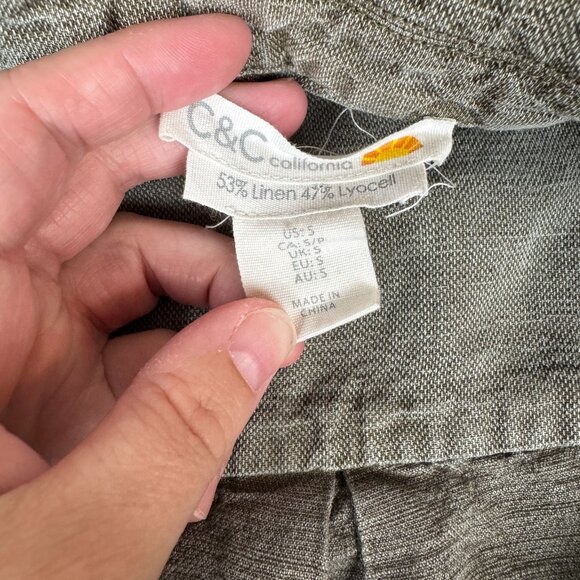 C&C california
53% Linen 47% Lyocell
US: S
CA: S/P
UK: S
EU: S
AU: S
MADE IN
CHINA